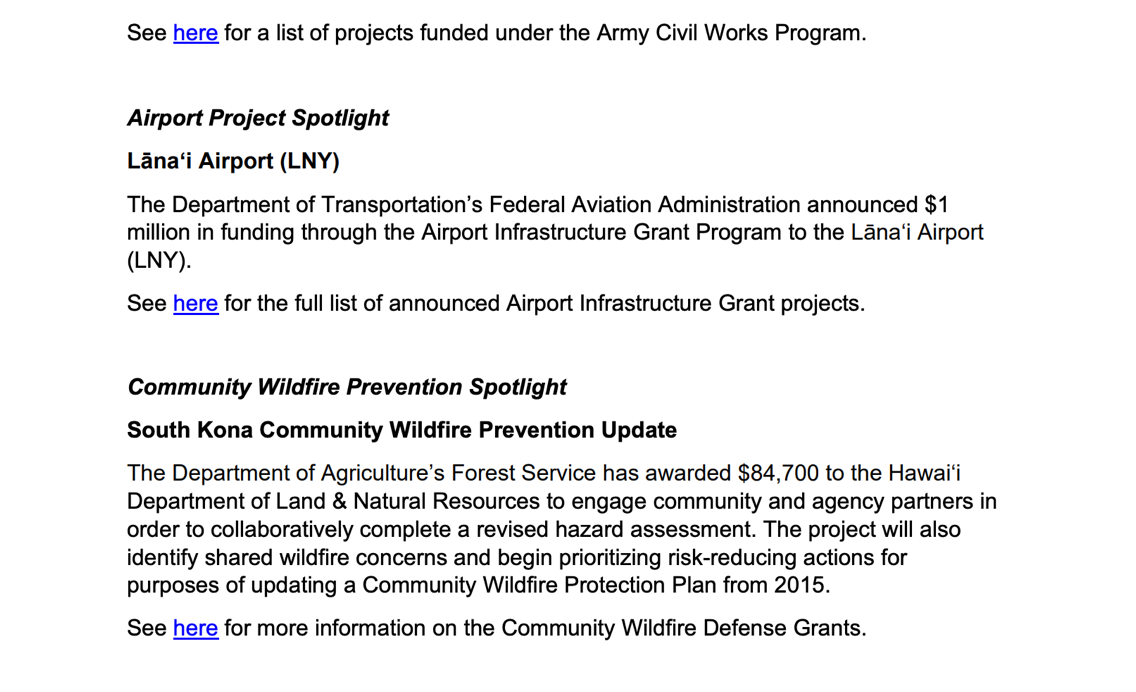 See here for a list of projects funded under the Army Civil Works Program.
Airport Project Spotlight
Lānaʻi Airport (LNY)
The Department of Transportation’s Federal Aviation Administration announced $1
million in funding through the Airport Infrastructure Grant Program to the Lānaʻi Airport
(LNY).
See here for the full list of announced Airport Infrastructure Grant projects.
Community Wildfire Prevention Spotlight
South Kona Community Wildfire Prevention Update
The Department of Agriculture’s Forest Service has awarded $84,700 to the Hawaiʻi
Department of Land & Natural Resources to engage community and agency partners in
order to collaboratively complete a revised hazard assessment. The project will also
identify shared wildfire concerns and begin prioritizing risk-reducing actions for
purposes of updating a Community Wildfire Protection Plan from 2015.
See here for more information on the Community Wildfire Defense Grants.